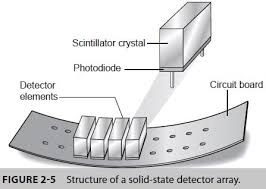 Scintillator crystal
Photodiode
Detector
elements
Circuit board
FIGURE 2-5 Structure of a solid-state detector array.